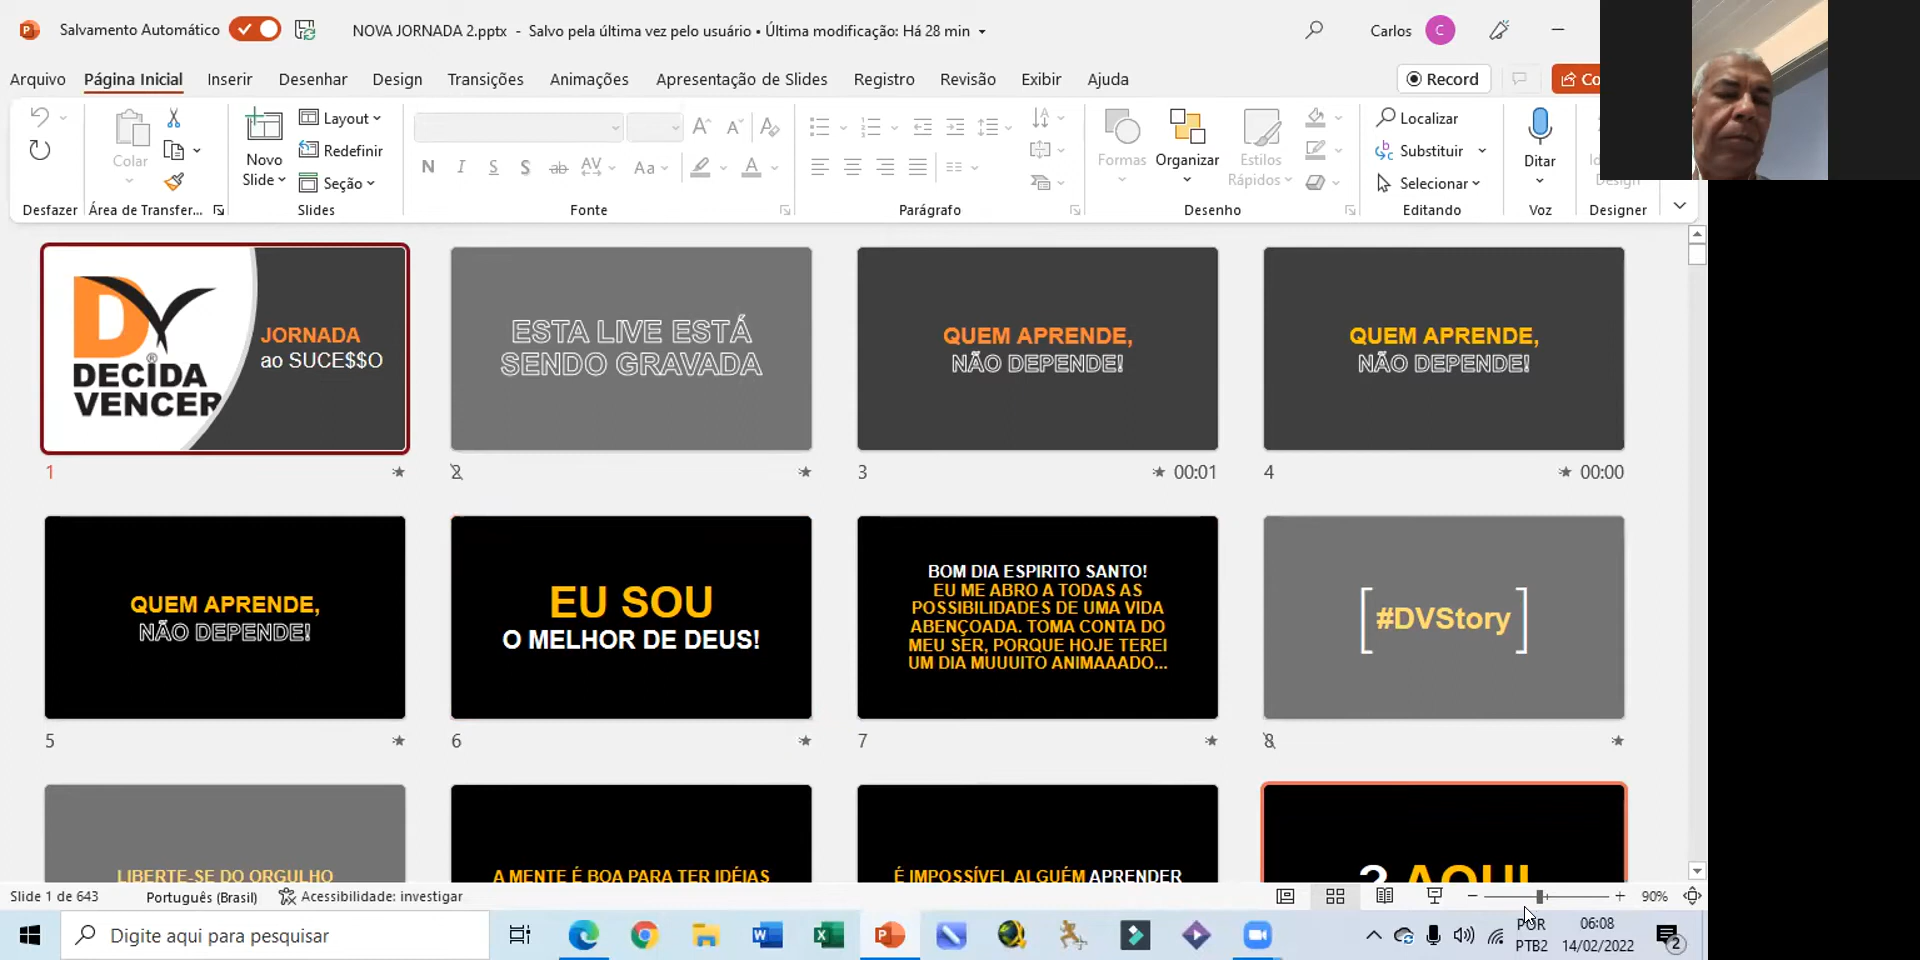 Salvamento Automático
NOVA JORNADA 2.pptx - Salvo pela última vez pelo usuário • Última modificação: Há 28 min
Carlos
C
Arquivo Página Inicial Inserir Desenhar Design Transições Animações Apresentação de Slides Registro Revisão Exibir Ajuda
Record
Co
Colar
Novo Slide
Layout
Redefinir
Seção
N I S S ab AV Aa A
Formas
Organizar
Estilos Rápidos
Localizar
Substituir
Selecionar
Ditar
Design
Desfazer
Área de Transfer...
Slides
Fonte
Parágrafo
Desenho
Editando
Voz
Designer
DECIDA
VENCER
®
JORNADA
ao SUCE$$O
1
ESTA LIVE ESTÁ
SENDO GRAVADA
2
QUEM APRENDE,
NÃO DEPENDE!
3
00:01
QUEM APRENDE,
NÃO DEPENDE!
4
00:00
QUEM APRENDE,
NÃO DEPENDE!
5
EU SOU
O MELHOR DE DEUS!
6
BOM DIA ESPIRITO SANTO!
EU ME ABRO A TODAS AS
POSSIBILIDADES DE UMA VIDA
ABENÇOADA. TOMA CONTA DO
MEU SER, PORQUE HOJE TEREI
UM DIA MUUUITO ANIMAAADO...
7
[#DVStory]
8
LIBERTE-SE DO ORGULHO
A MENTE É BOA PARA TER IDÉIAS
É IMPOSSÍVEL ALGUÉM APRENDER
? AQUI
Slide 1 de 643
Português (Brasil)
Acessibilidade: investigar
90%
Digite aqui para pesquisar
POR
PTB2
06:08
14/02/2022
2